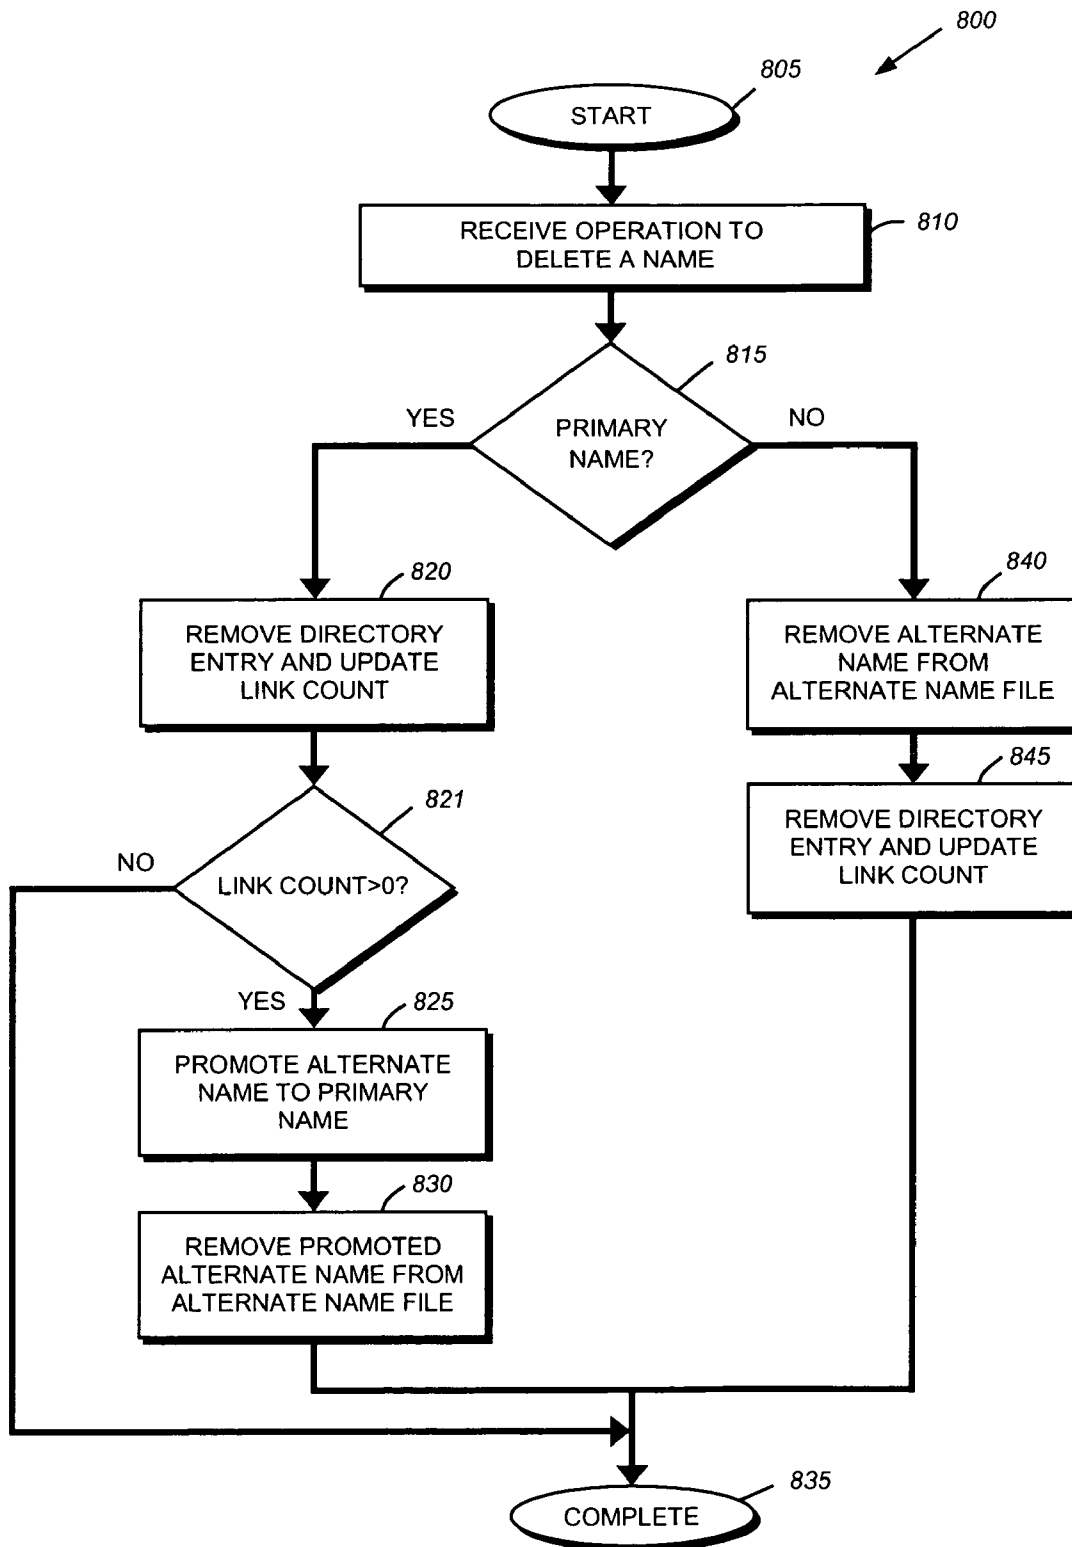 800
805
START
RECEIVE OPERATION TO
DELETE A NAME
810
815
YES
PRIMARY
NAME?
NO
820
REMOVE DIRECTORY
ENTRY AND UPDATE
LINK COUNT
840
REMOVE ALTERNATE
NAME FROM
ALTERNATE NAME FILE
821
NO
LINK COUNT>0?
845
REMOVE DIRECTORY
ENTRY AND UPDATE
LINK COUNT
YES
825
PROMOTE ALTERNATE
NAME TO PRIMARY
NAME
830
REMOVE PROMOTED
ALTERNATE NAME FROM
ALTERNATE NAME FILE
835
COMPLETE